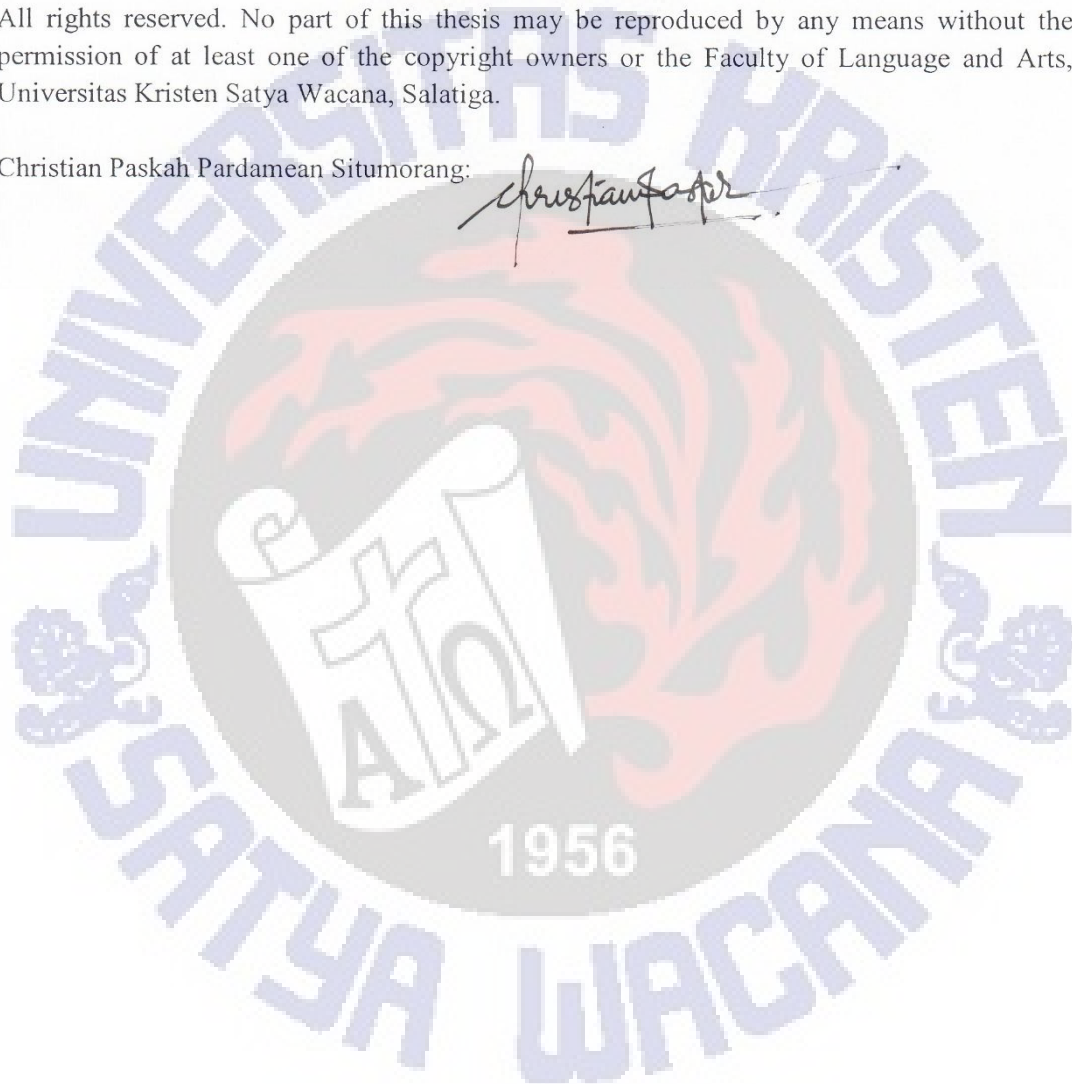 All rights reserved. No part of this thesis may be reproduced by any means without the
permission of at least one of the copyright owners or the Faculty of Language and Arts,
Universitas Kristen Satya Wacana, Salatiga.
Christian Paskah Pardamean Situmorang:
UNIVERSITAS KRISTEN
SATYA WACANA
Α Ω
1956